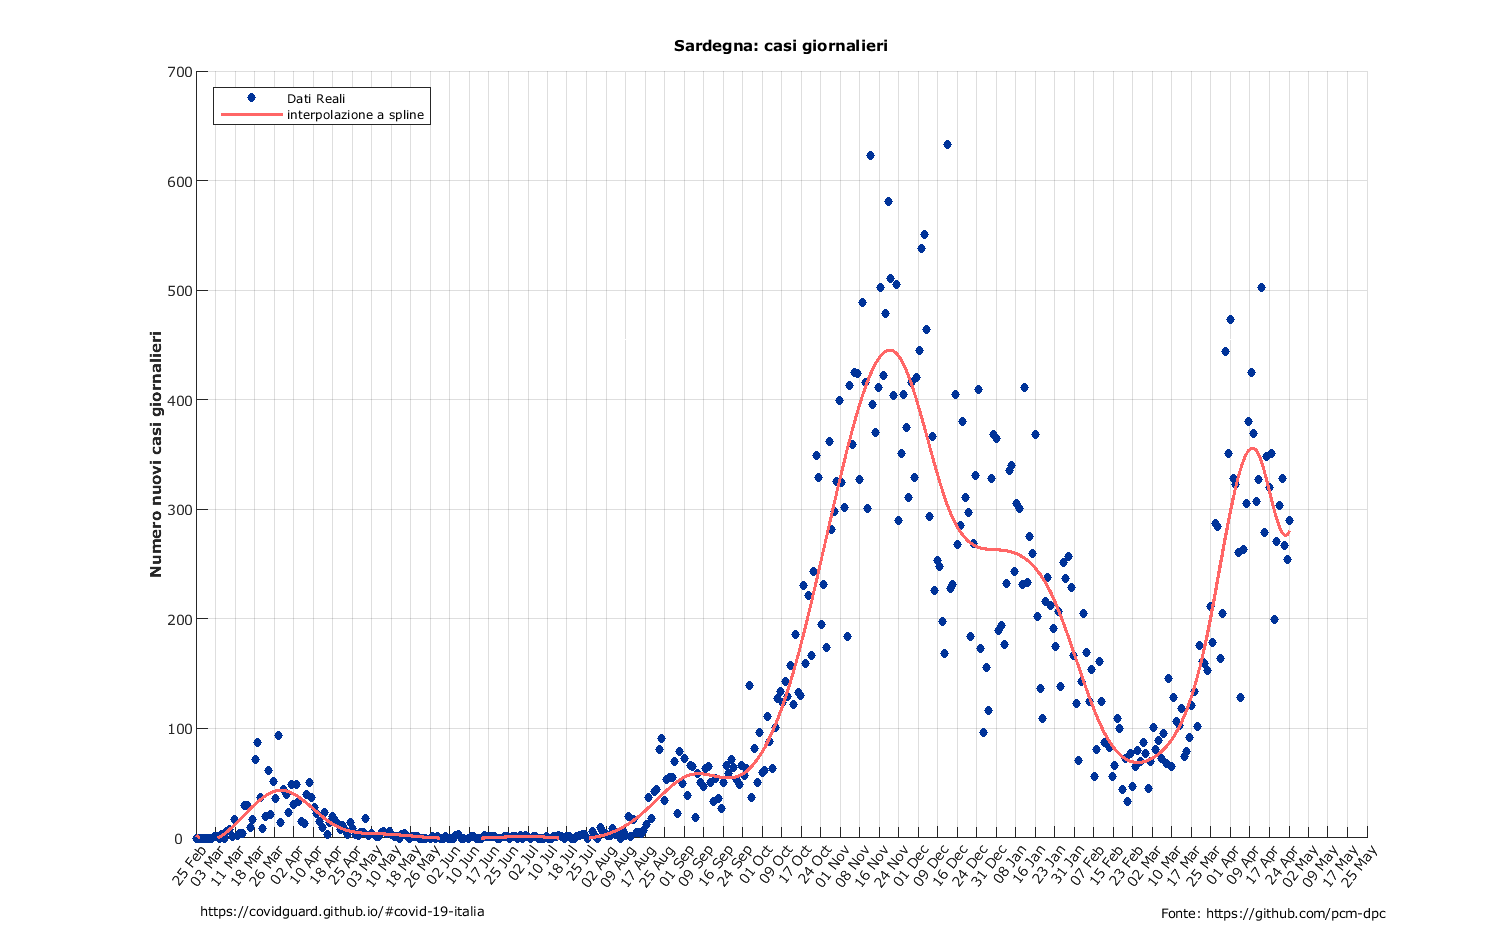 Sardegna: casi giornalieri
Dati Reali
interpolazione a spline
Numero nuovi casi giornalieri
700
600
500
400
300
200
100
0
25 Feb
03 Mar
11 Mar
18 Mar
26 Mar
02 Apr
10 Apr
18 Apr
25 Apr
03 May
10 May
18 May
26 May
02 Jun
10 Jun
17 Jun
25 Jun
02 Jul
10 Jul
18 Jul
25 Jul
02 Aug
09 Aug
17 Aug
25 Aug
01 Sep
09 Sep
16 Sep
24 Sep
01 Oct
09 Oct
17 Oct
24 Oct
01 Nov
08 Nov
16 Nov
24 Nov
01 Dec
09 Dec
16 Dec
24 Dec
31 Dec
08 Jan
16 Jan
23 Jan
31 Jan
07 Feb
15 Feb
23 Feb
02 Mar
10 Mar
17 Mar
25 Mar
01 Apr
09 Apr
17 Apr
24 Apr
02 May
09 May
17 May
25 May
https://covidguard.github.io/#covid-19-italia
Fonte: https://github.com/pcm-dpc